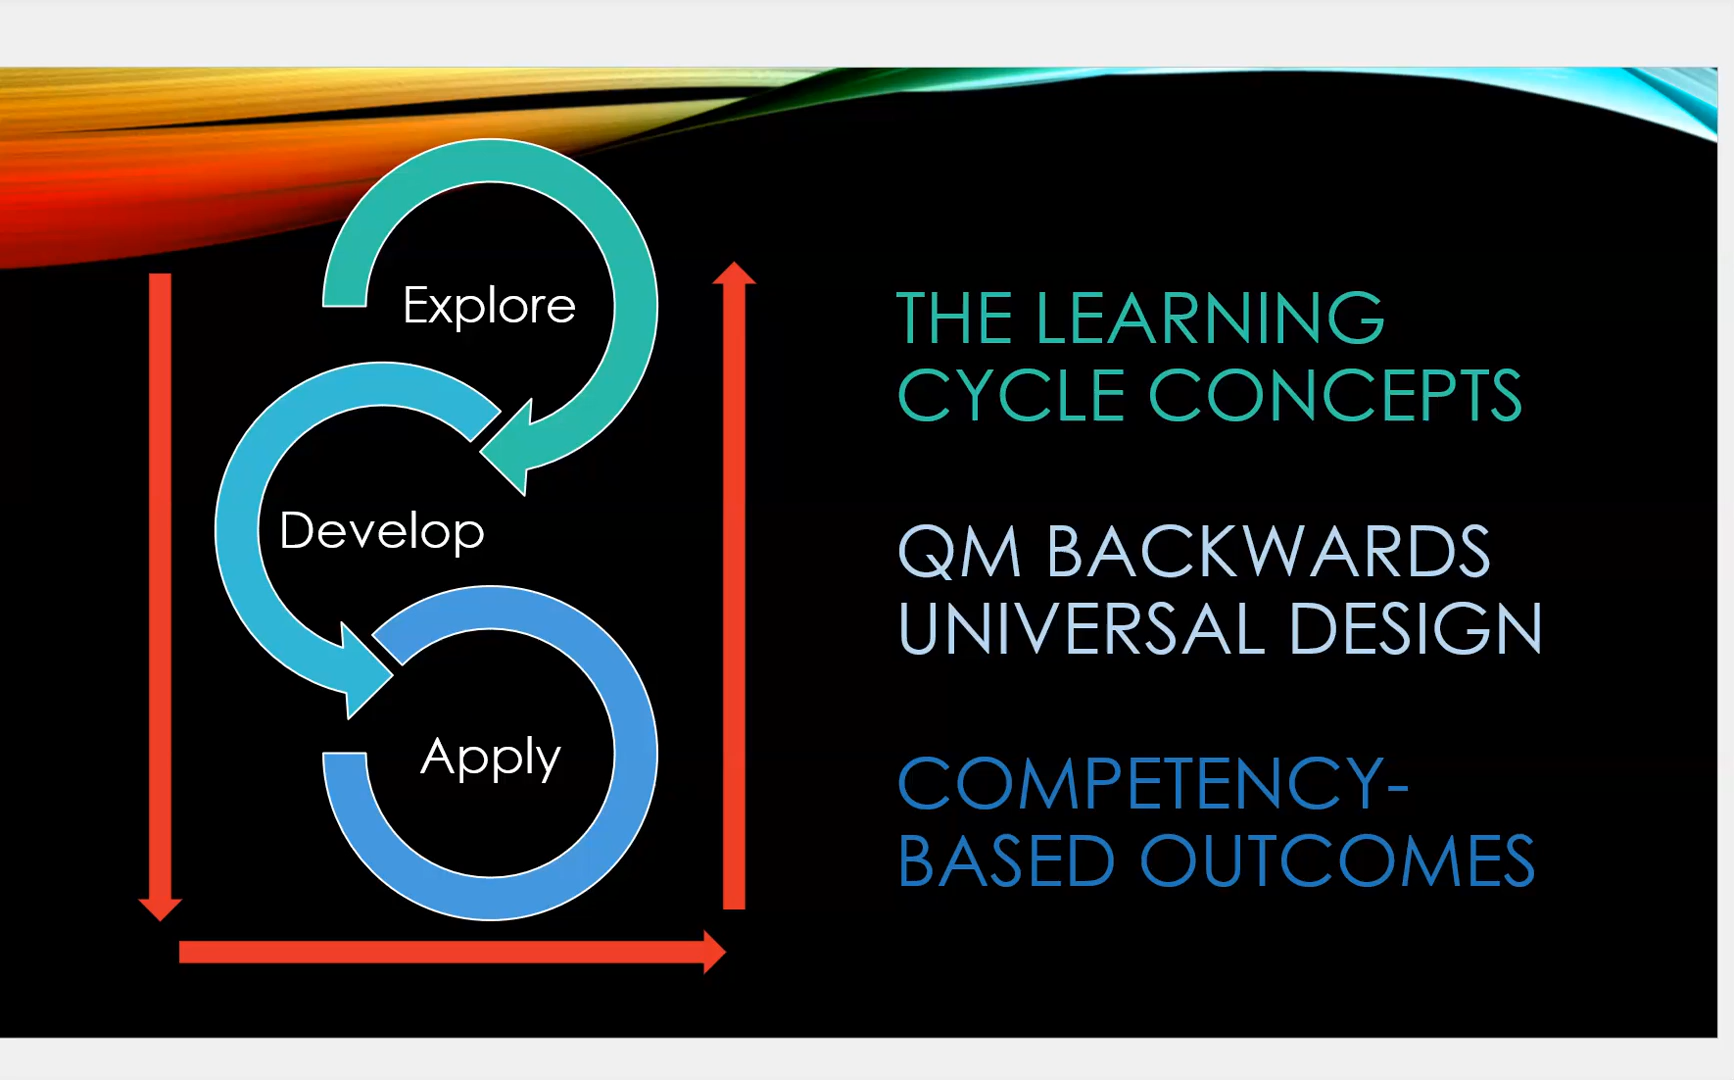 Explore
Develop
Apply
THE LEARNING
CYCLE CONCEPTS
QM BACKWARDS
UNIVERSAL DESIGN
COMPETENCY-
BASED OUTCOMES